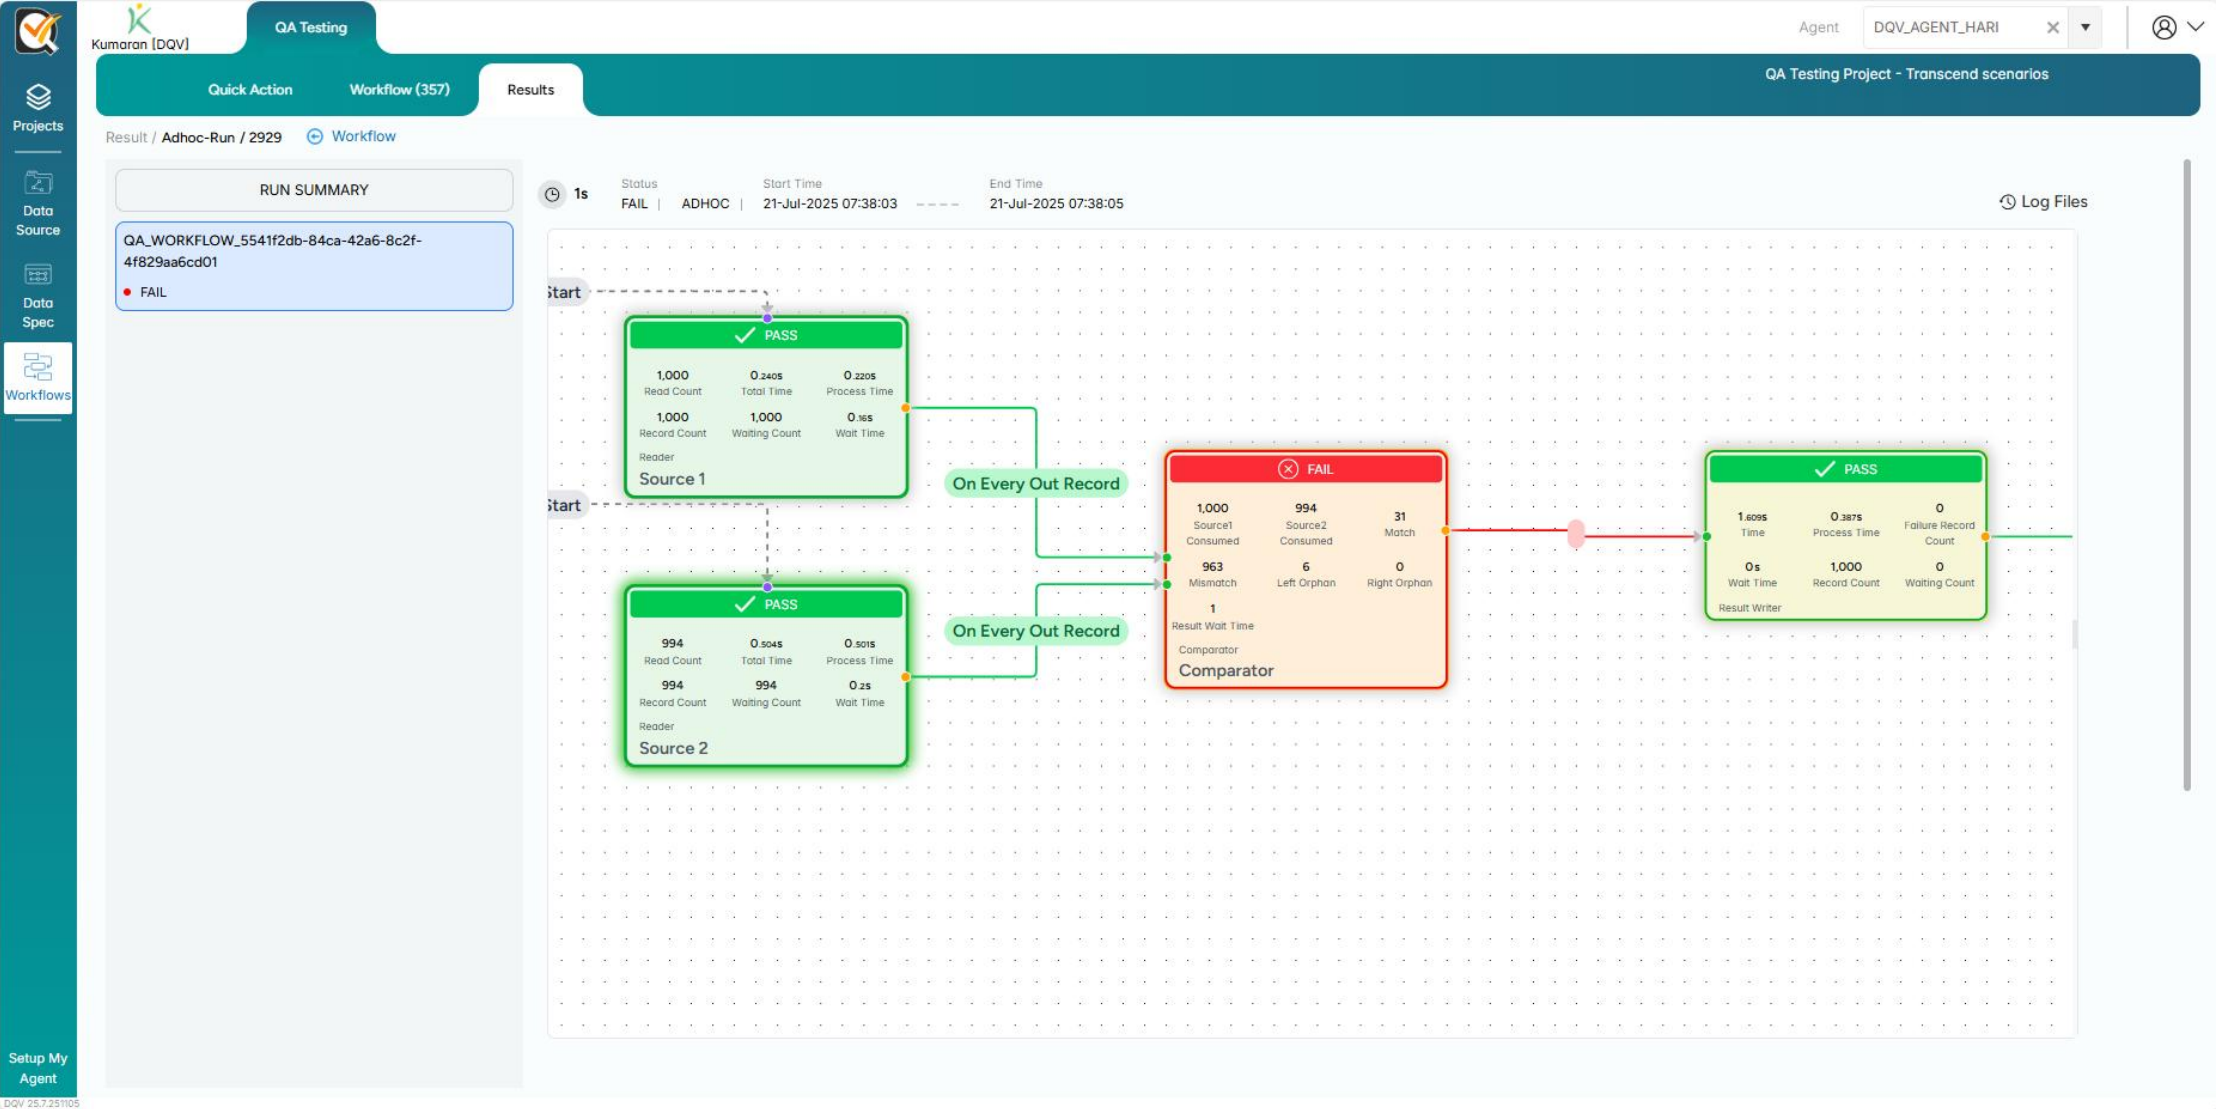 Kumaran [DQV]
QA Testing
Agent
DQV_AGENT_HARI
Quick Action
Workflow (357)
Results
QA Testing Project - Transcend scenarios
Projects
Data
Source
Data
Spec
Workflows
Setup My
Agent
DQV 25.7.251105
Result / Adhoc-Run / 2929
Workflow
RUN SUMMARY
QA_WORKFLOW_5541f2db-84ca-42a6-8c2f-
4f829aa6cd01
FAIL
1s
Status
FAIL |
ADHOC |
Start Time
21-Jul-2025 07:38:03
End Time
21-Jul-2025 07:38:05
Log Files
Start
PASS
1,000
Read Count
0.240s
Total Time
0.220s
Process Time
1,000
Record Count
1,000
Waiting Count
0.16s
Wait Time
Reader
Source 1
Start
PASS
994
Read Count
0.504s
Total Time
0.501s
Process Time
994
Record Count
994
Waiting Count
0.2s
Wait Time
Reader
Source 2
On Every Out Record
On Every Out Record
FAIL
1,000
Source1
Consumed
994
Source2
Consumed
31
Match
963
Mismatch
6
Left Orphan
0
Right Orphan
1
Result Wait Time
Comparator
Comparator
PASS
1.609s
Time
0.387s
Process Time
0
Failure Record
Count
0s
Wait Time
1,000
Record Count
0
Waiting Count
Result Writer